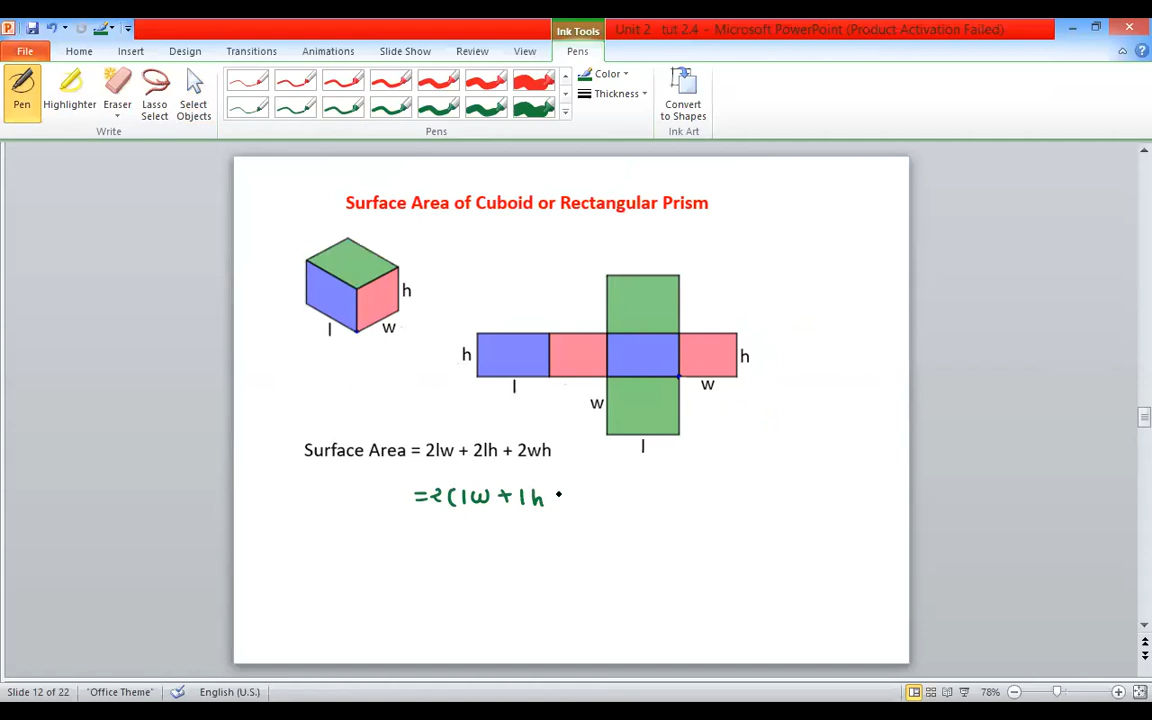 Ink Tools
Unit 2 tut 2.4 - Microsoft PowerPoint (Product Activation Failed)
File Home Insert Design Transitions Animations Slide Show Review View Pens
Pen Highlighter Eraser Lasso Select Select Objects
Color
Thickness
Convert to Shapes
Write Pens Ink Art
Surface Area of Cuboid or Rectangular Prism
h
l w
h h
l w
w
l
Surface Area = 2lw + 2lh + 2wh
=2(lw + lh
Slide 12 of 22 "Office Theme" English (U.S.) 78%